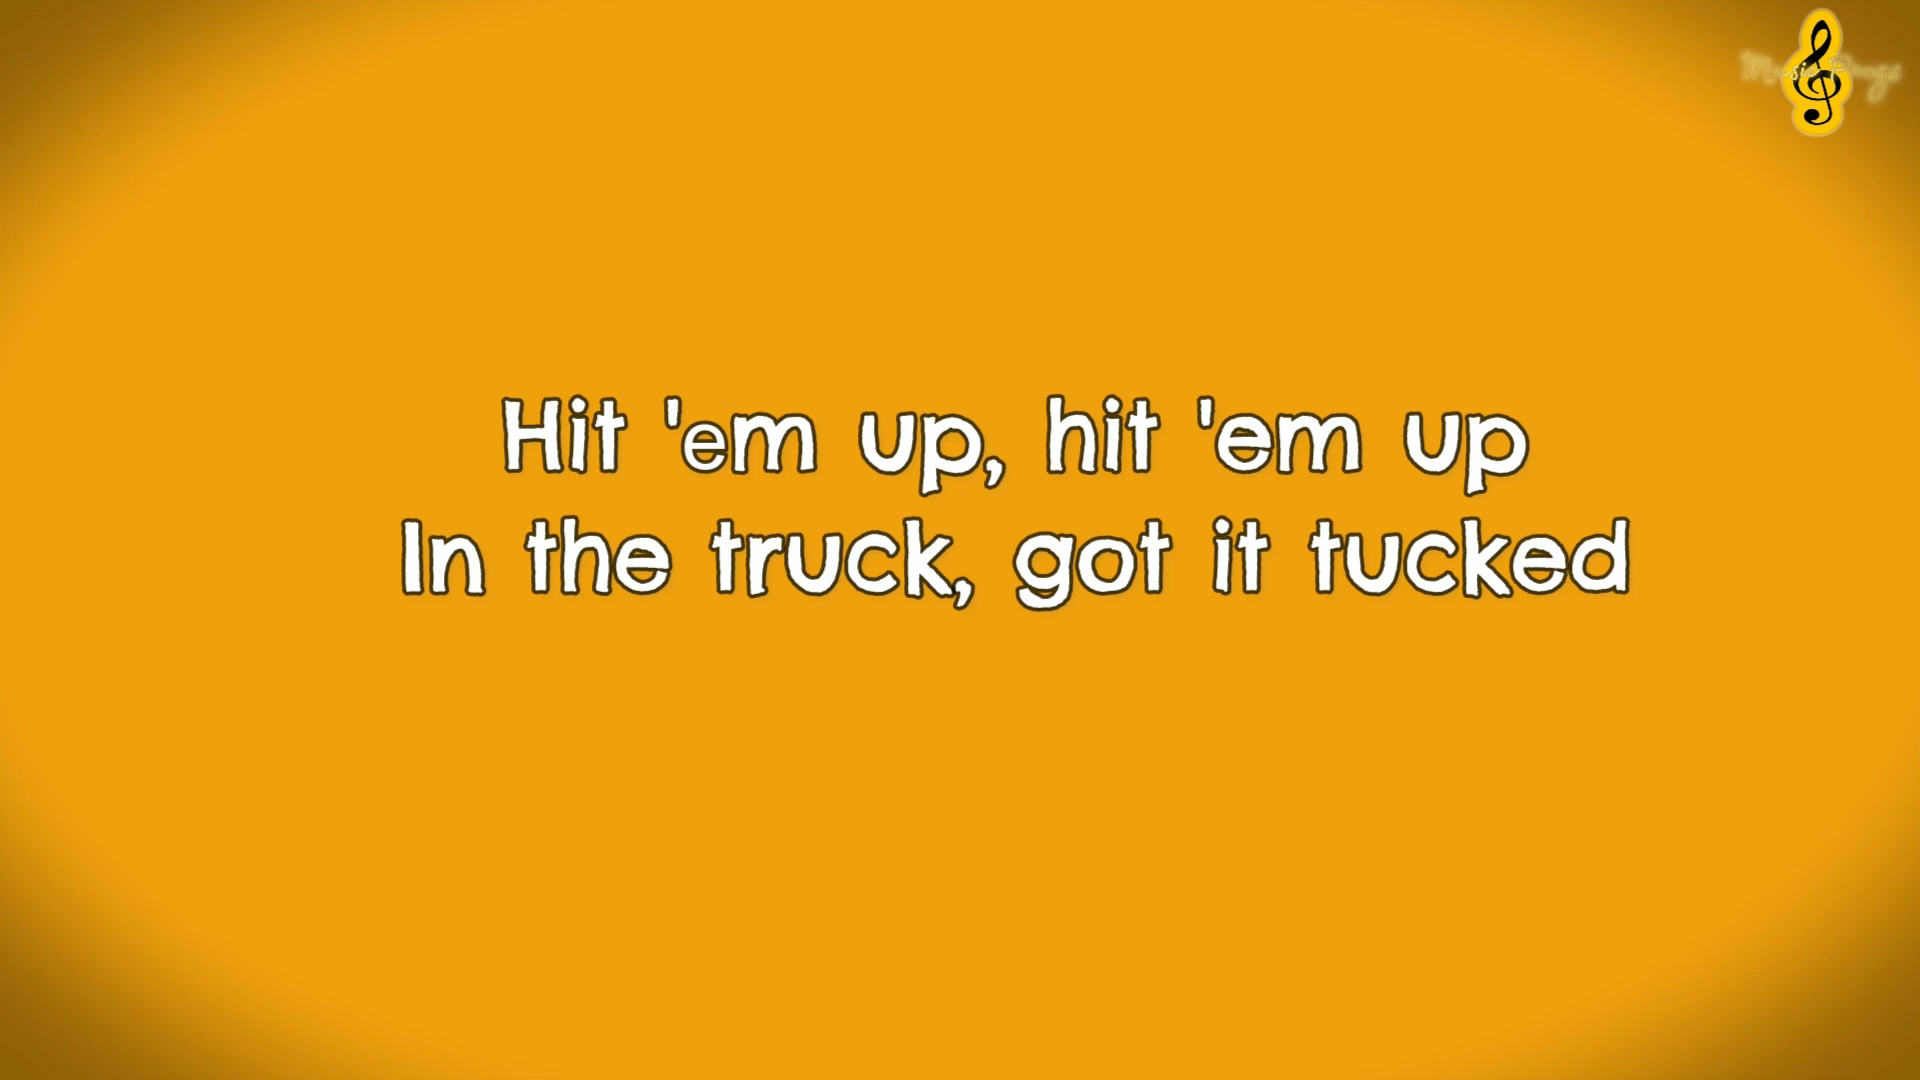 Hit 'em up, hit 'em up
In the truck, got it tucked